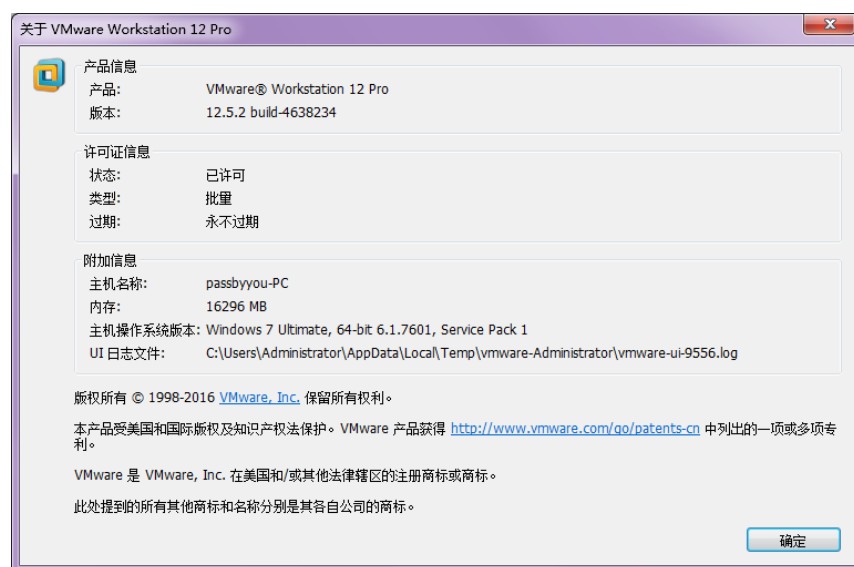 关于 VMware Workstation 12 Pro
产品信息
产品: VMware® Workstation 12 Pro
版本: 12.5.2 build-4638234
许可证信息
状态: 已许可
类型: 批量
过期: 永不过期
附加信息
主机名称: passbyyou-PC
内存: 16296 MB
主机操作系统版本: Windows 7 Ultimate, 64-bit 6.1.7601, Service Pack 1
UI 日志文件: C:\Users\Administrator\AppData\Local\Temp\vmware-Administrator\vmware-ui-9556.log
版权所有 © 1998-2016 VMware, Inc. 保留所有权利。
本产品受美国和国际版权及知识产权法保护。VMware 产品获得 http://www.vmware.com/go/patents-cn 中列出的一项或多项专
利。
VMware 是 VMware, Inc. 在美国和/或其他法律辖区的注册商标或商标。
此处提到的所有其他商标和名称分别是其各自公司的商标。
确定